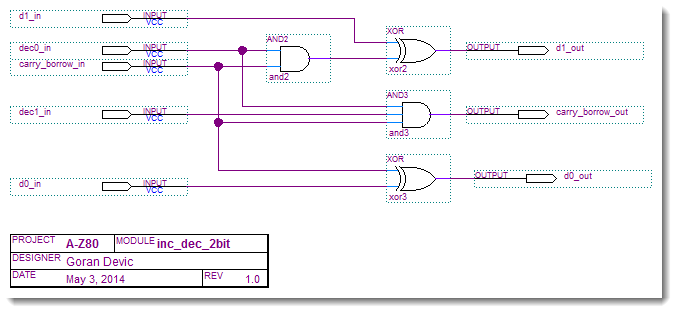 d1_in INPUT VCC
XOR
AND2
dec0_in INPUT VCC
OUTPUT d1_out
carry_borrow_in INPUT VCC
and2
xor2
AND3
dec1_in INPUT VCC
OUTPUT carry_borrow_out
and3
XOR
d0_in INPUT VCC
OUTPUT d0_out
xor3
PROJECT A-Z80 MODULE inc_dec_2bit
DESIGNER Goran Devic
DATE May 3, 2014 REV 1.0